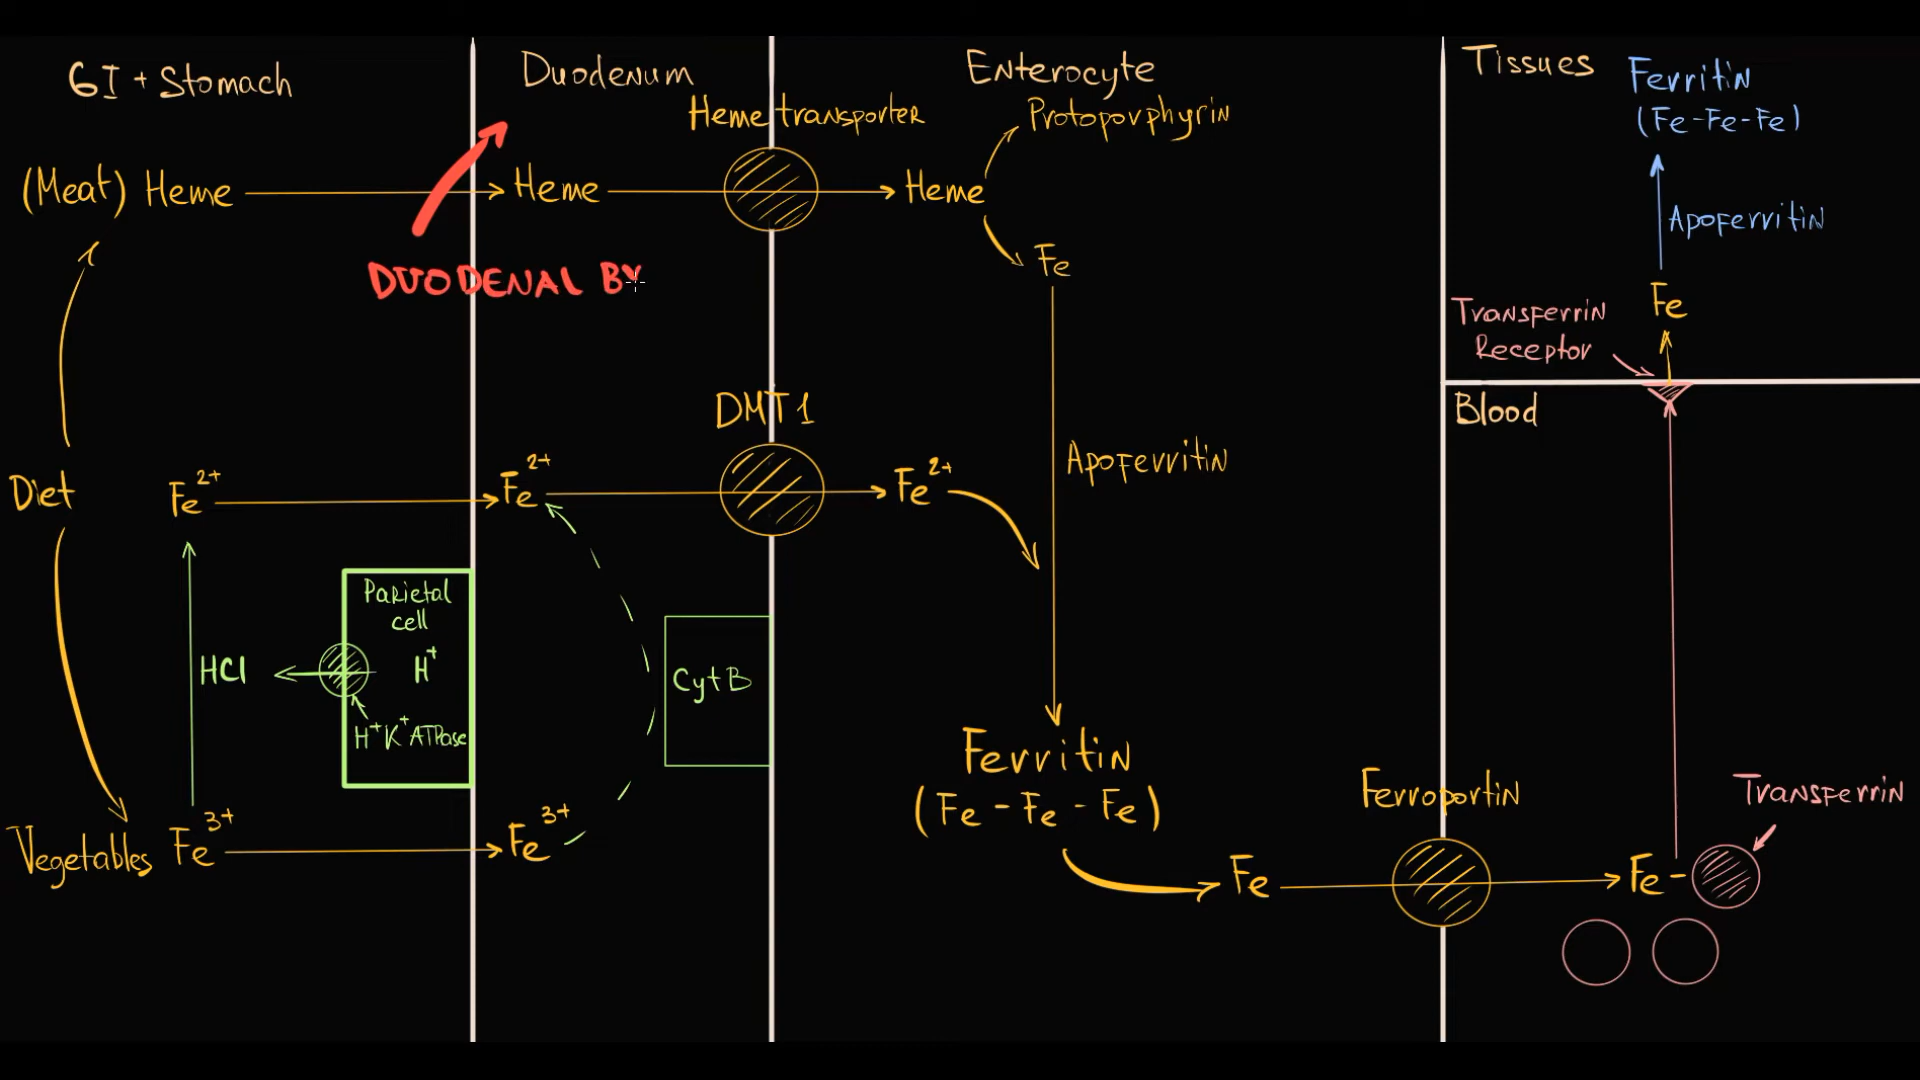 GI + Stomach
Duodenum
Enterocyte
Tissues
Ferritin
(Fe-Fe-Fe)
Heme transporter
Protoporphyrin
(Meat) Heme
Heme
Heme
Apoferritin
Fe
DUODENAL BY
Fe
Transferrin
Receptor
DMT1
Blood
Diet
Fe2+
Fe2+
Fe2+
Apoferritin
Parietal
cell
HCl
H+
H+K+ATPase
CytB
Ferritin
(Fe - Fe - Fe)
Ferroportin
Transferrin
Vegetables Fe3+
Fe3+
Fe
Fe-